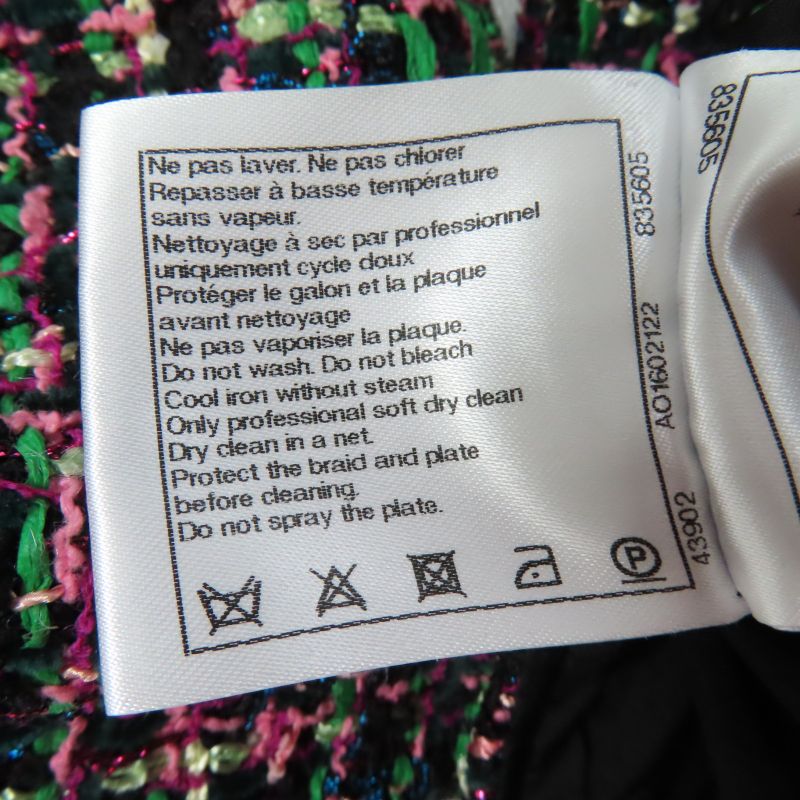 Ne pas laver. Ne pas chlorer
Repasser à basse température
sans vapeur.
Nettoyage à sec par professionnel
uniquement cycle doux
Protéger le galon et la plaque
avant nettoyage
Ne pas vaporiser la plaque.
Do not wash. Do not bleach
Cool iron without steam
Only professional soft dry clean
Dry clean in a net.
Protect the braid and plate
before cleaning.
Do not spray the plate.
P
43902
AO1602122
835605
835605